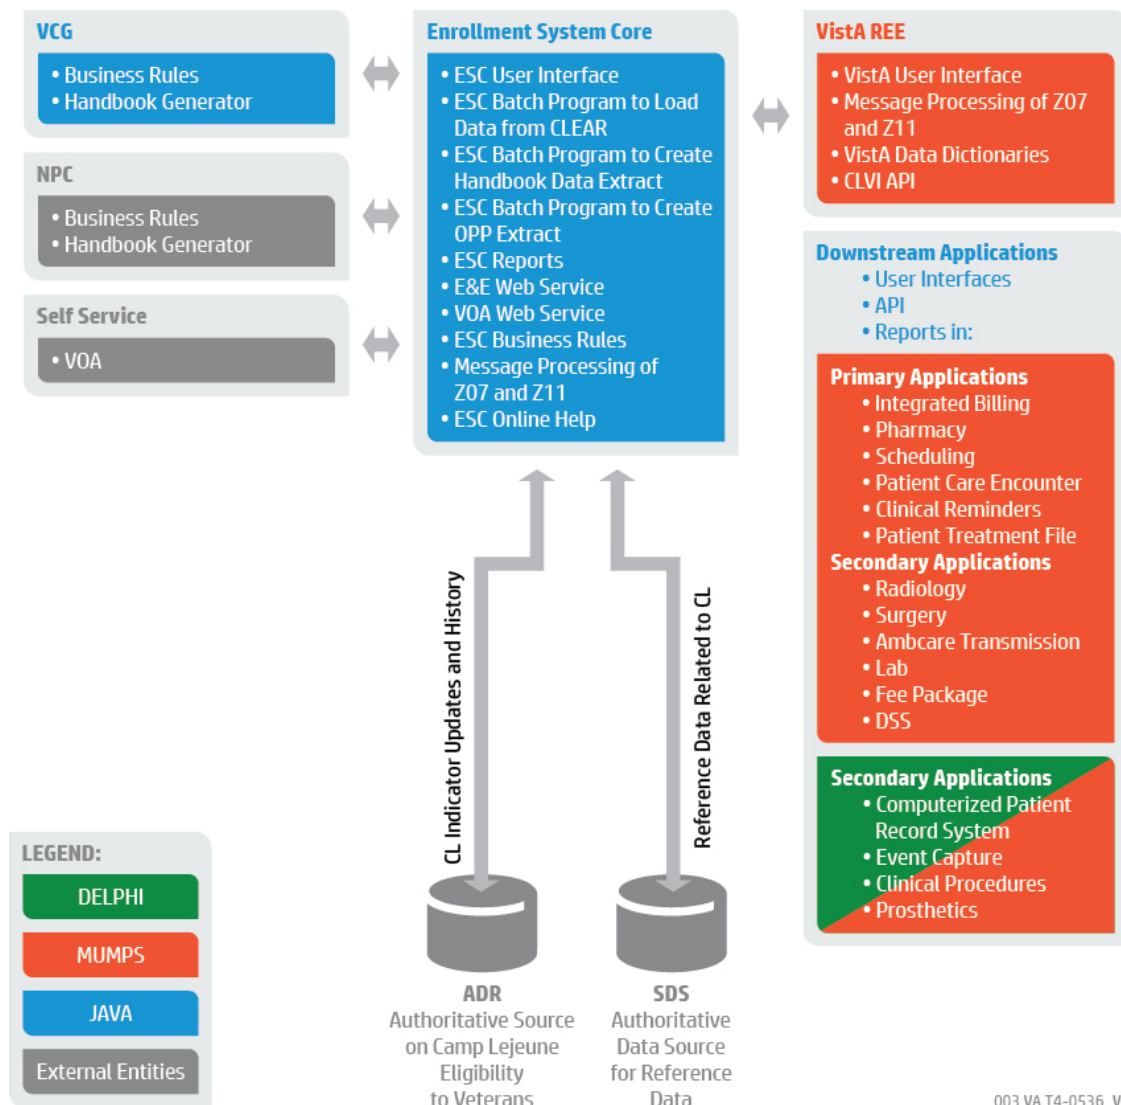 VCG
• Business Rules
• Handbook Generator
NPC
• Business Rules
• Handbook Generator
Self Service
• VOA
Enrollment System Core
• ESC User Interface
• ESC Batch Program to Load
Data from CLEAR
• ESC Batch Program to Create
Handbook Data Extract
• ESC Batch Program to Create
OPP Extract
• ESC Reports
• E&E Web Service
• VOA Web Service
• ESC Business Rules
• Message Processing of
Z07 and Z11
• ESC Online Help
VistA REE
• VistA User Interface
• Message Processing of Z07
and Z11
• VistA Data Dictionaries
• CLVI API
Downstream Applications
• User Interfaces
• API
• Reports in:
Primary Applications
• Integrated Billing
• Pharmacy
• Scheduling
• Patient Care Encounter
• Clinical Reminders
• Patient Treatment File
Secondary Applications
• Radiology
• Surgery
• Ambcare Transmission
• Lab
• Fee Package
• DSS
Secondary Applications
• Computerized Patient
Record System
• Event Capture
• Clinical Procedures
• Prosthetics
CL Indicator Updates and History
Reference Data Related to CL
ADR
Authoritative Source
on Camp Lejeune
Eligibility
to Veterans
SDS
Authoritative
Data Source
for Reference
Data
LEGEND:
DELPHI
MUMPS
JAVA
External Entities
003 VA T4-0536 V